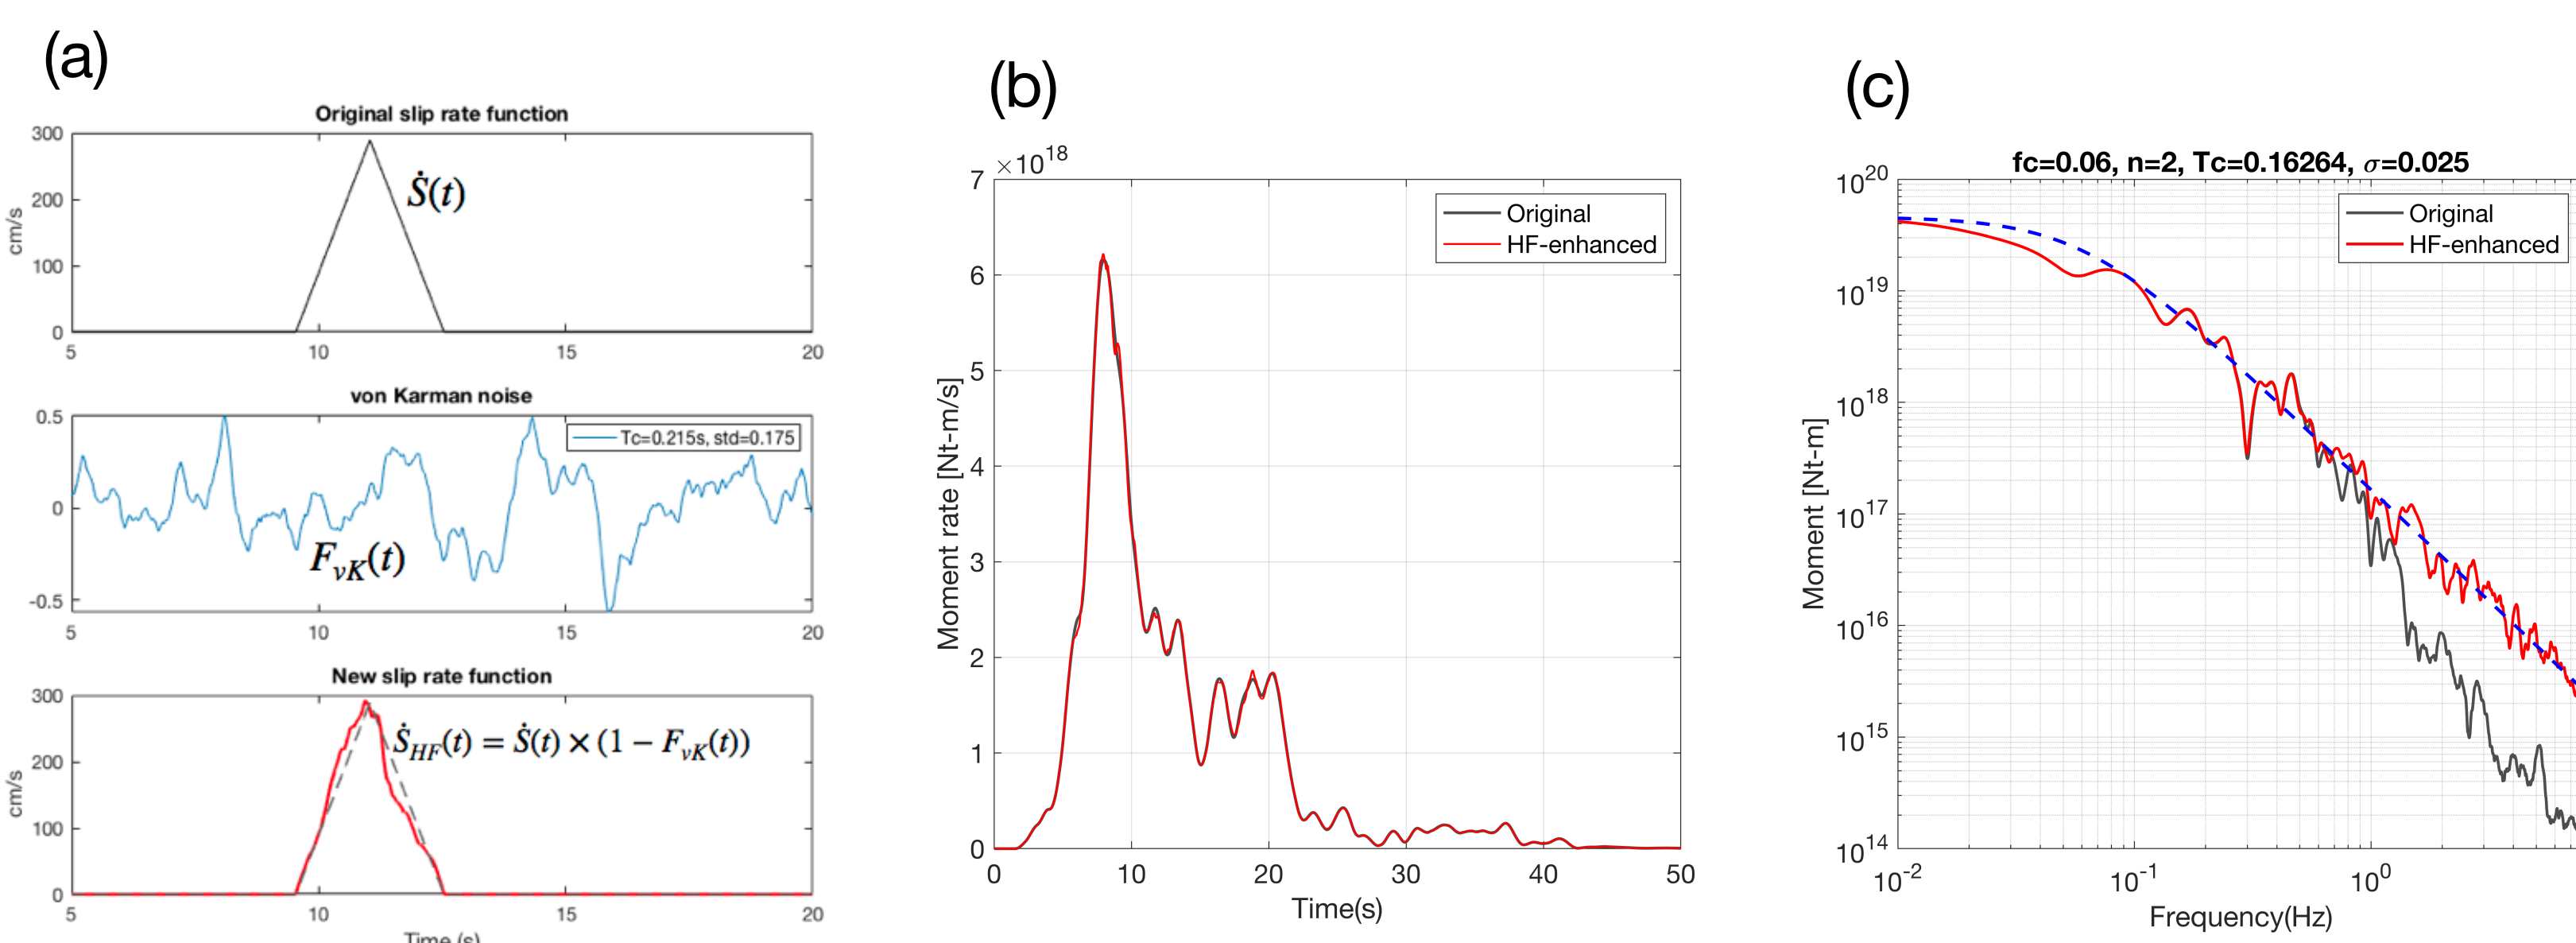 (a)
Original slip rate function
300
200
100
0
cm/s
Ṡ(t)
5 10 15 20
von Karman noise
0.5
0
-0.5
Tc=0.215s, std=0.175
F_vK(t)
5 10 15 20
New slip rate function
300
200
100
0
cm/s
Ṡ_HF(t) = Ṡ(t) × (1 − F_vK(t))
5 10 15 20
Time (s)
(b)
×10^18
7
6
5
4
3
2
1
0
Moment rate [Nt-m/s]
Original
HF-enhanced
0 10 20 30 40 50
Time(s)
(c)
fc=0.06, n=2, Tc=0.16264, σ=0.025
10^20
10^19
10^18
10^17
10^16
10^15
10^14
Moment [Nt-m]
Original
HF-enhanced
10^-2 10^-1 10^0
Frequency(Hz)